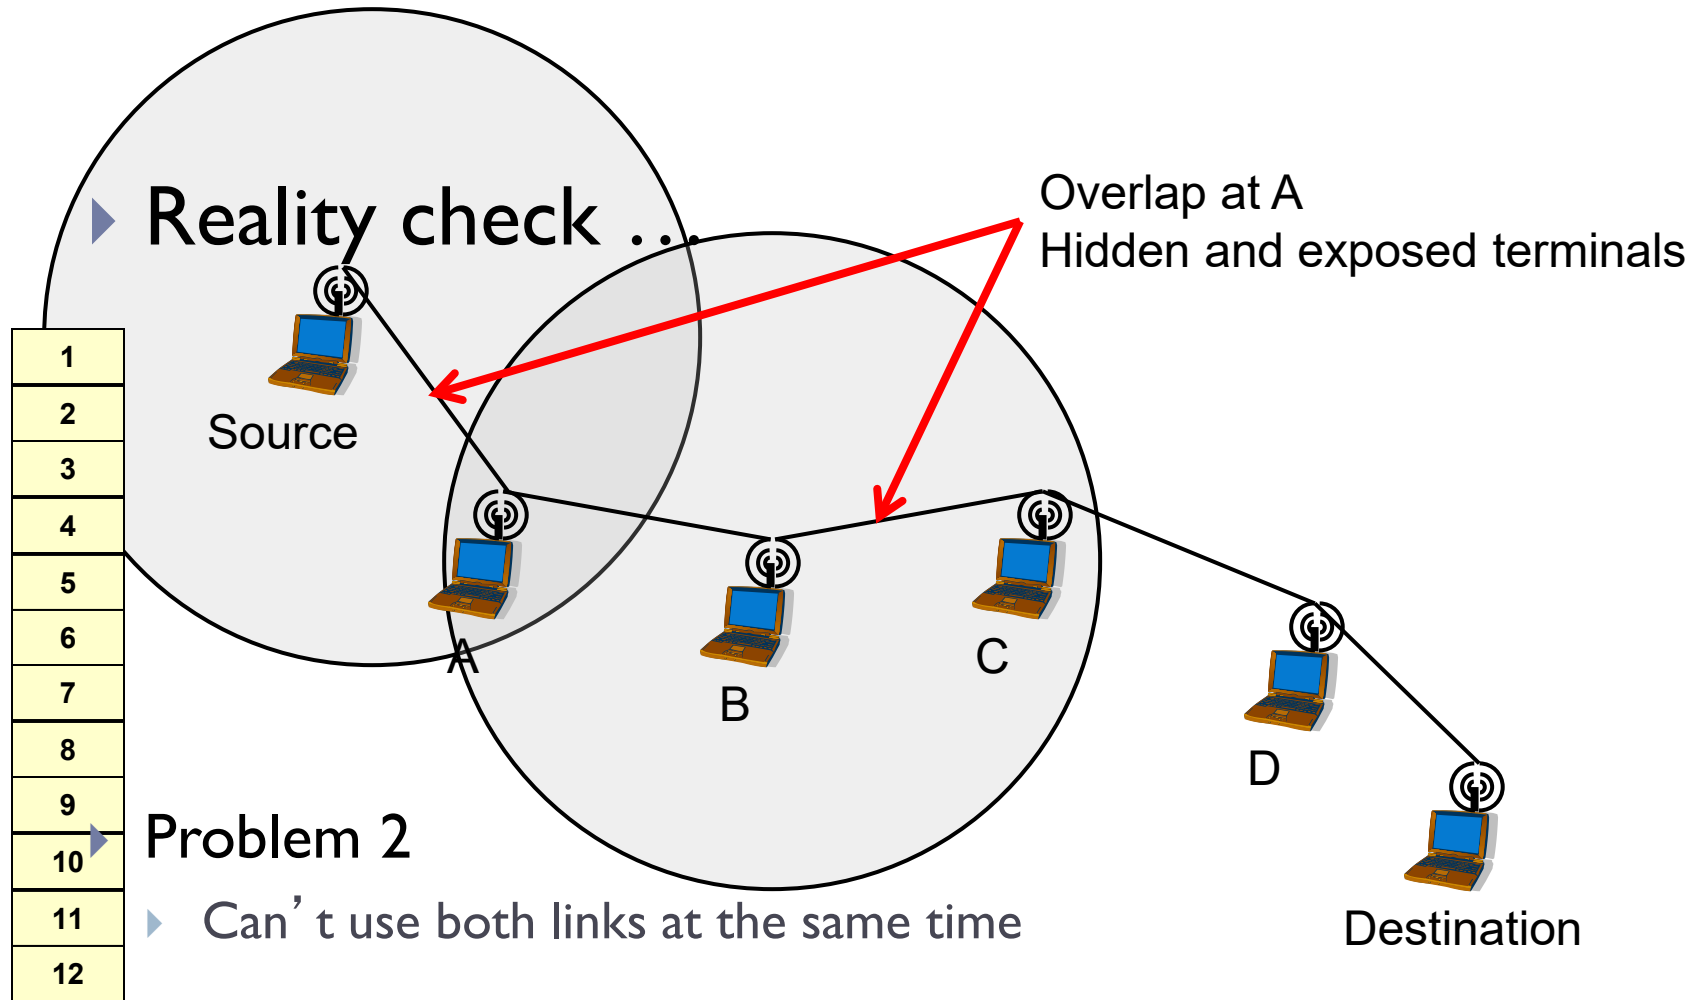 Reality check ...
Overlap at A
Hidden and exposed terminals
Source
A
B
C
D
Destination
1
2
3
4
5
6
7
8
9
10
11
12
Problem 2
Can't use both links at the same time